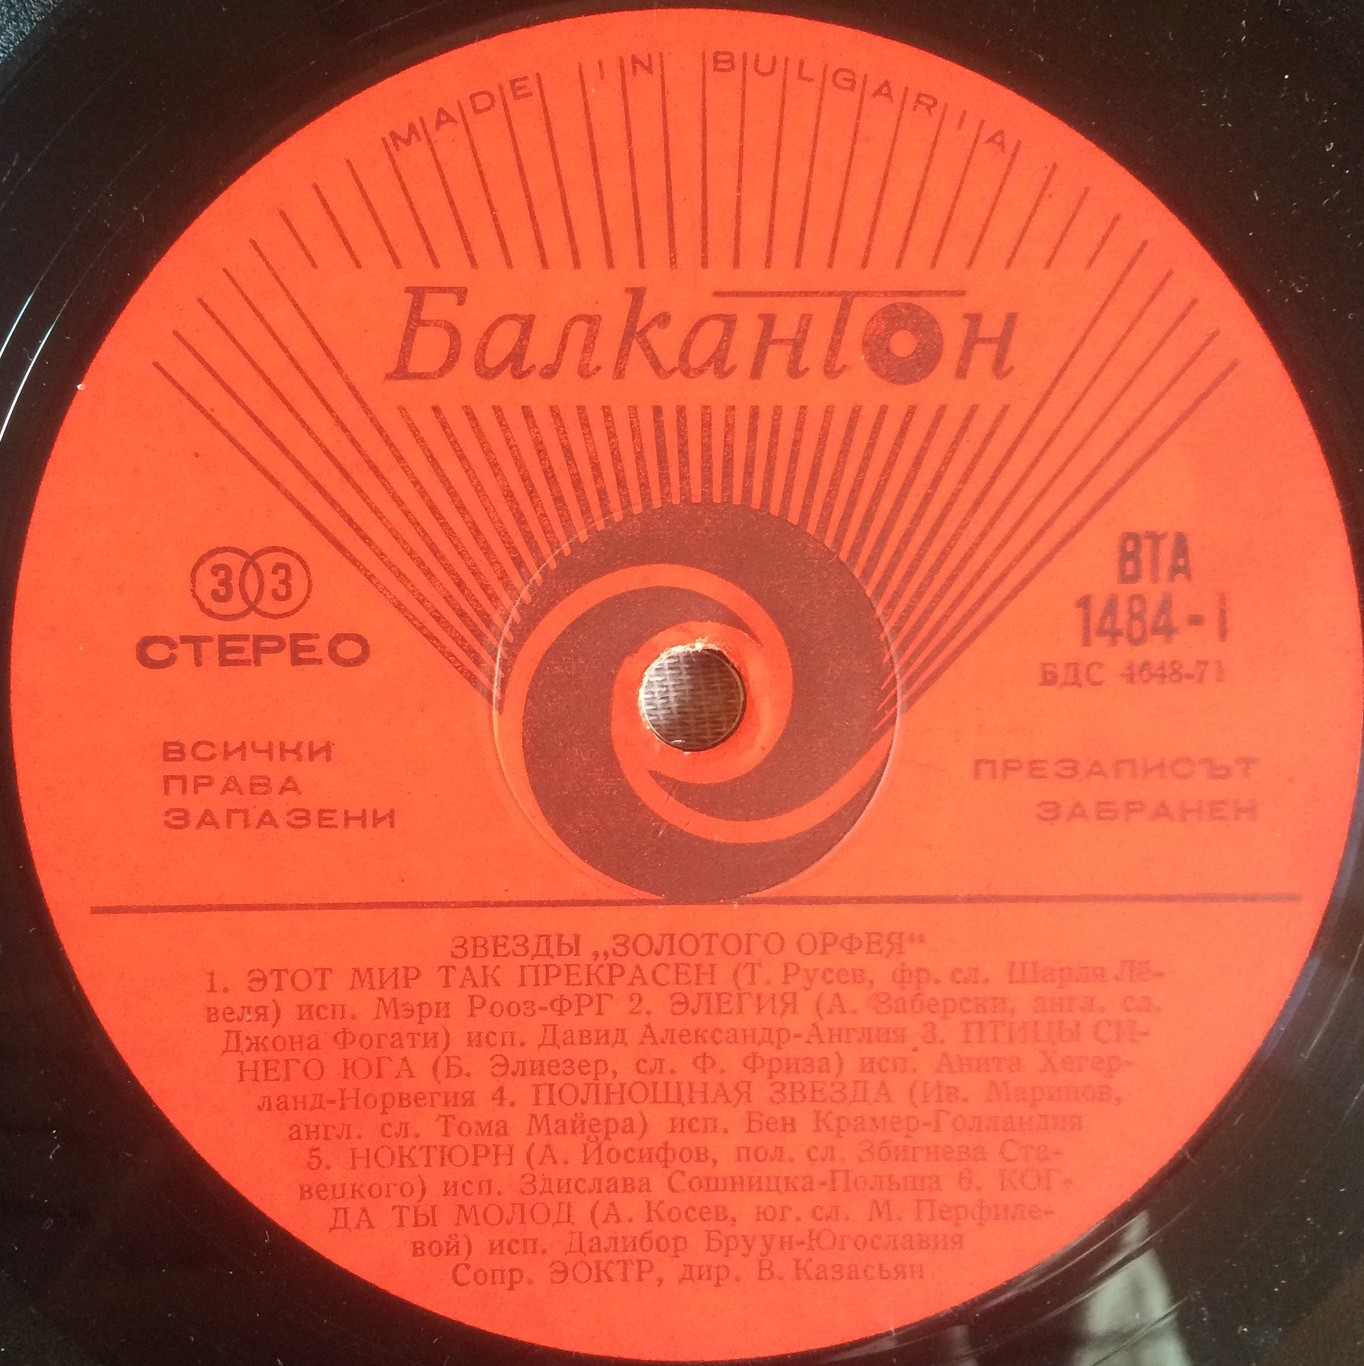 MADE IN BULGARIA
Балкантон
33
СТЕРЕО
ВТА
1484-1
БДС 4648-71
ВСИЧКИ
ПРАВА
ЗАПАЗЕНИ
ПРЕЗАПИСЪТ
ЗАБРАНЕН
ЗВЕЗДЫ „ЗОЛОТОГО ОРФЕЯ“
1. ЭТОТ МИР ТАК ПРЕКРАСЕН (Т. Русев, фр. сл. Шарля Лё-
веля) исп. Мэри Рооз-ФРГ 2. ЭЛЕГИЯ (А. Заберски, англ. сл.
Джона Фогати) исп. Давид Александр-Англия 3. ПТИЦЫ СИ-
НЕГО ЮГА (Б. Элиезер, сл. Ф. Фриза) исп. Анита Хегер-
ланд-Норвегия 4. ПОЛНОЩНАЯ ЗВЕЗДА (Ив. Маринов,
англ. сл. Тома Майера) исп. Бен Крамер-Голландия
5. НОКТЮРН (А. Йосифов, пол. сл. Збигнева Ста-
вецкого) исп. Здислава Сошницка-Польша 6. КОГ-
ДА ТЫ МОЛОД (А. Косев, юг. сл. М. Перфиле-
вой) исп. Далибор Бруун-Югославия
Сопр. ЭОКТР, дир. В. Казасьян